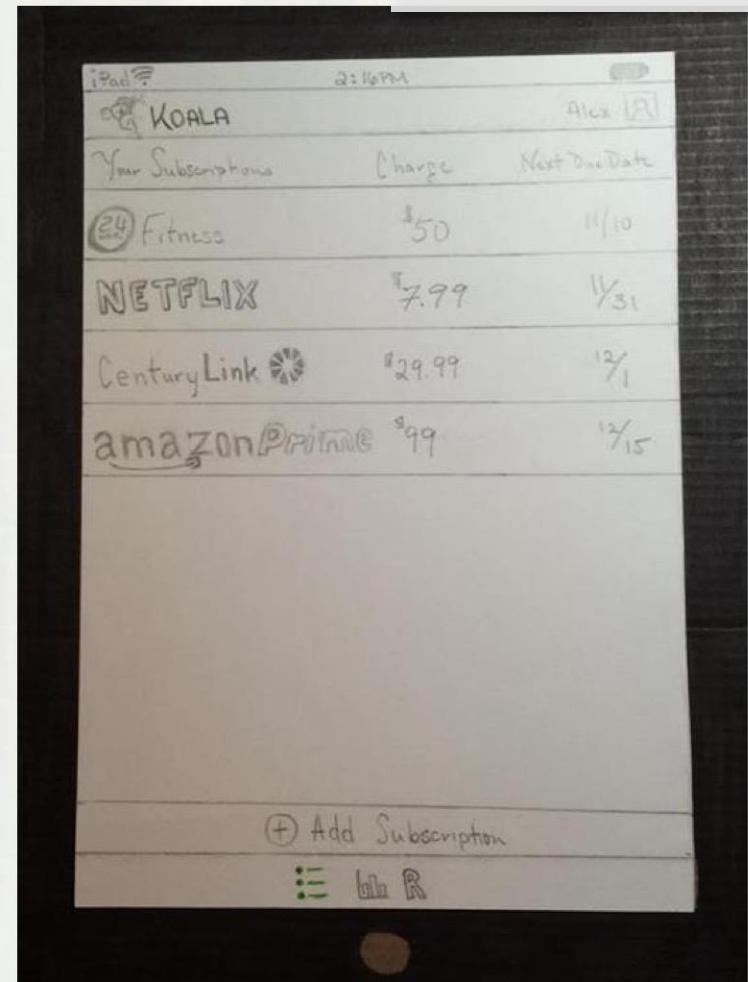 iPad 2:16PM
KOALA Alex
Your Subscriptions Charge Next Due Date
24 Fitness $50 11/10
NETFLIX $7.99 11/31
CenturyLink $29.99 12/1
amazonPrime $99 12/15
+ Add Subscription
R